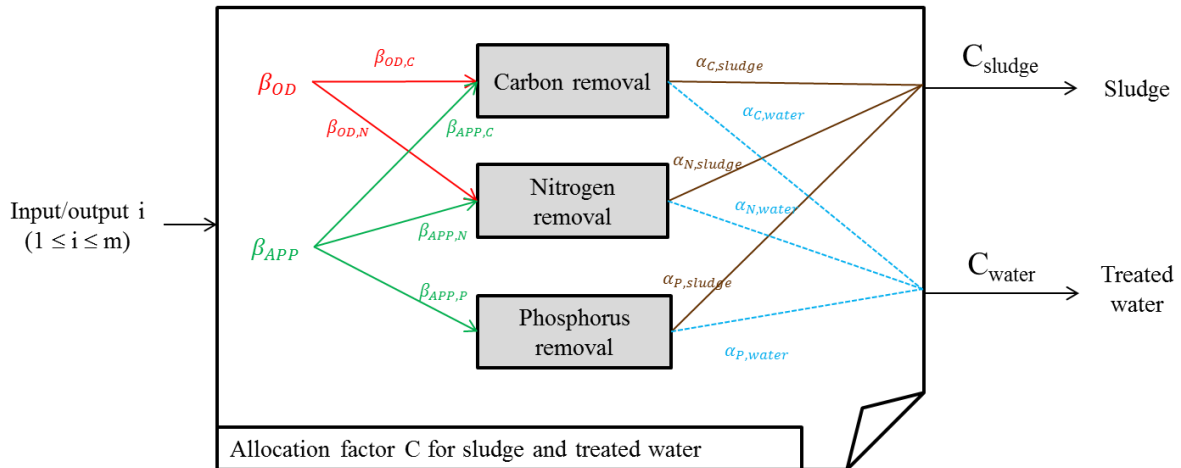 Input/output i
(1 ≤ i ≤ m)
β_OD
β_APP
β_OD,C
β_OD,N
β_APP,C
β_APP,N
β_APP,P
Carbon removal
Nitrogen
removal
Phosphorus
removal
α_C,sludge
α_C,water
α_N,sludge
α_N,water
α_P,sludge
α_P,water
C_sludge
Sludge
C_water
Treated
water
Allocation factor C for sludge and treated water